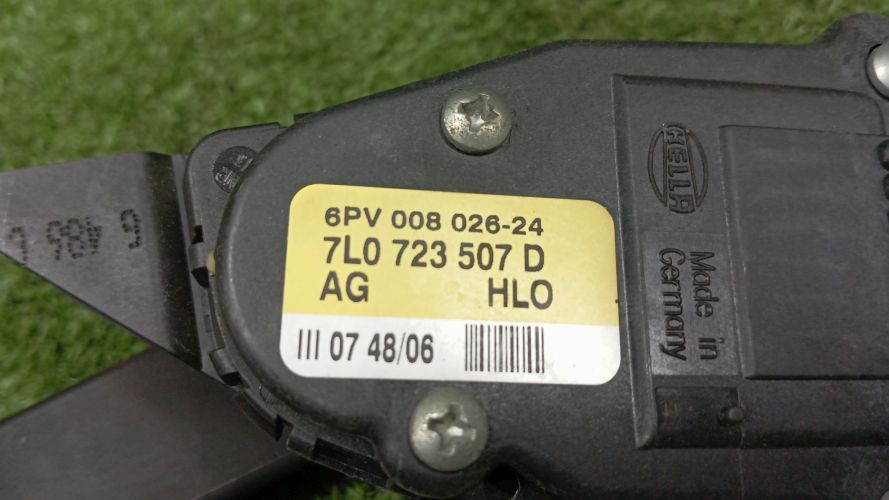 6PV 008 026-24
7L0 723 507 D
AG HLO
III 07 48/06
HELLA
Made in
Germany